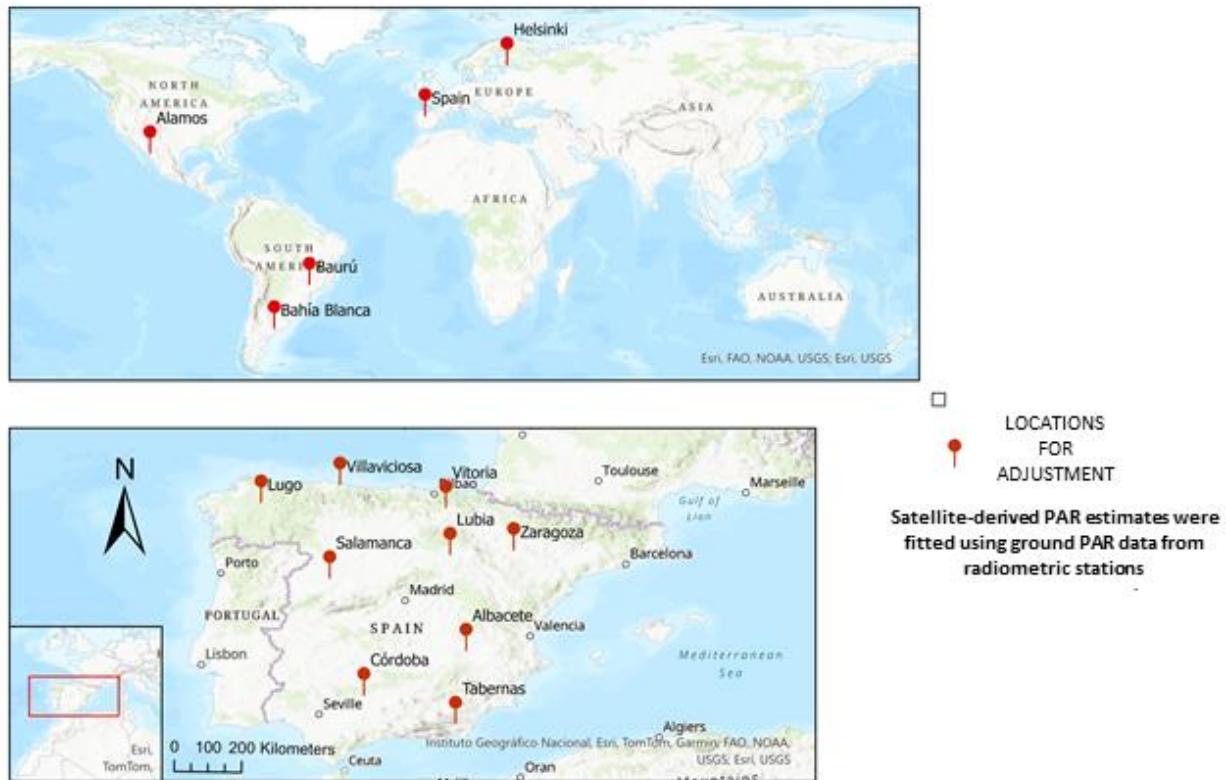 Helsinki
NORTH
AMERICA
EUROPE
Spain
ASIA
Alamos
AFRICA
SOUTH
AMERI
Baurú
AUSTRALIA
Bahía Blanca
Esri, FAO, NOAA, USGS; Esri, USGS
LOCATIONS
FOR
ADJUSTMENT
Satellite-derived PAR estimates were
fitted using ground PAR data from
radiometric stations
N
Villaviciosa
Vitoria
Toulouse
Lugo
Marseille
Gulf of
Lion
Lubia
Zaragoza
Salamanca
Barcelona
Porto
Madrid
PORTUGAL
Albacete
SPAIN
Valencia
Lisbon
Córdoba
Mediterranean
Sea
Tabernas
Seville
Algiers
0 100 200 Kilometers
Instituto Geográfico Nacional, Esri, TomTom, Garmin, FAO, NOAA,
USGS; Esri, USGS
Esri,
TomTom,
Ceuta
Oran